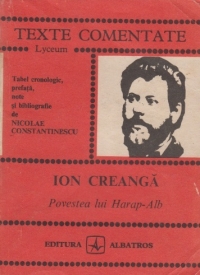 TEXTE COMENTATE
Lyceum
Tabel cronologic,
prefață,
note
și bibliografie
de
NICOLAE
CONSTANTINESCU
ION CREANGĂ
Povestea lui Harap-Alb
EDITURA ALBATROS